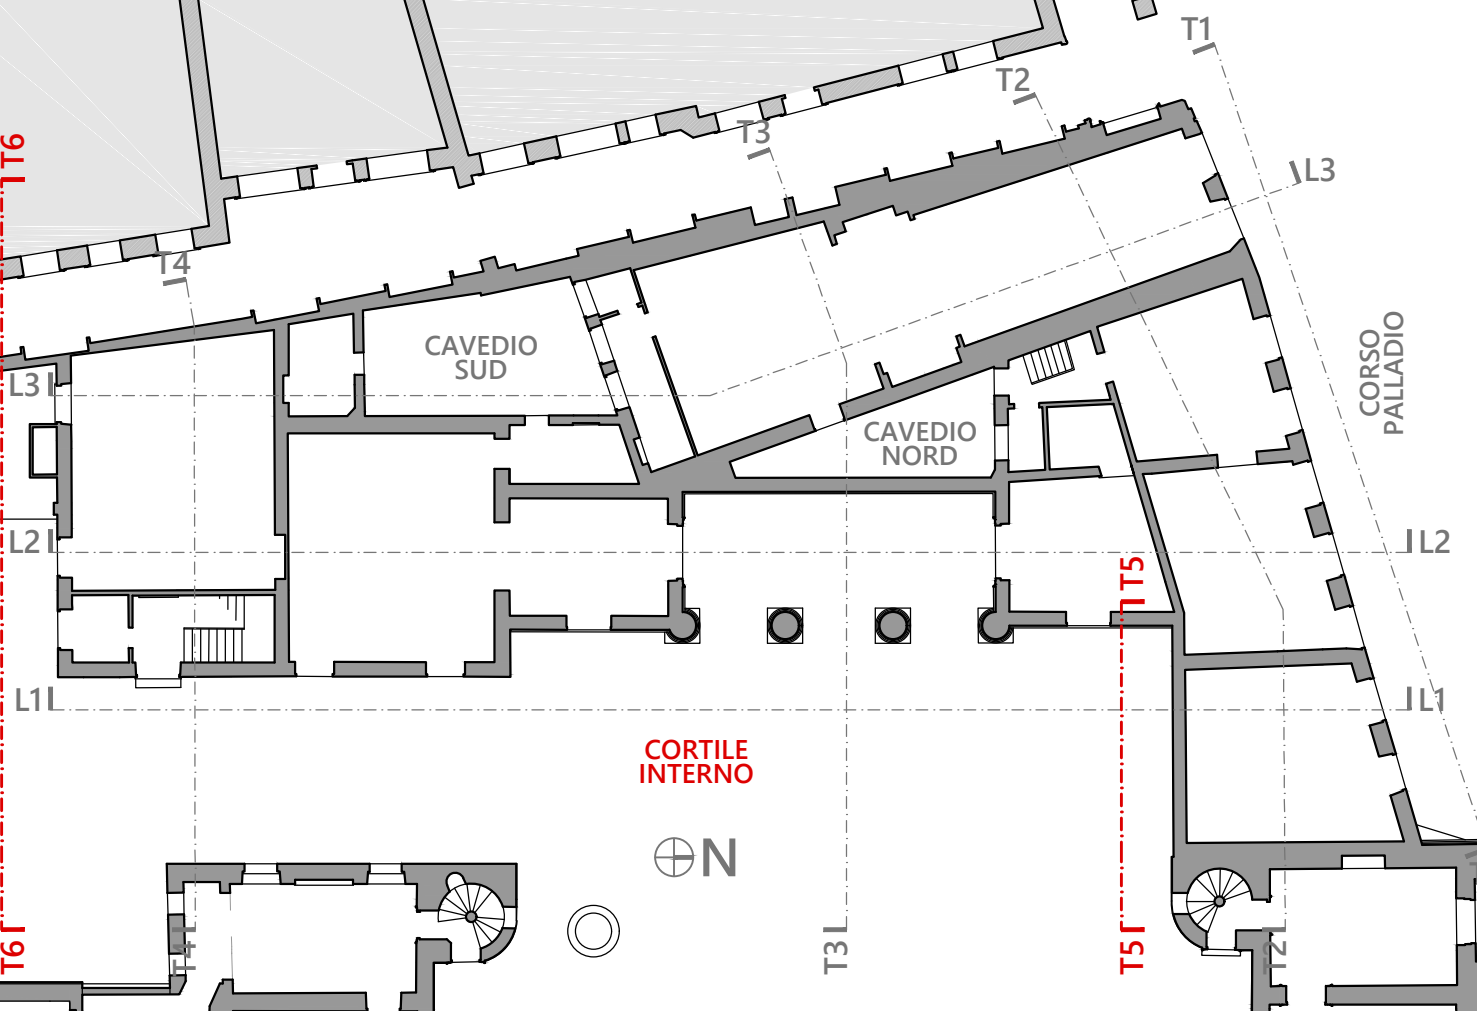 T1
T2
T3
T6
L3
T4
CAVEDIO
SUD
CORSO
PALLADIO
L3
CAVEDIO
NORD
L2
L2
T5
L1
L1
CORTILE
INTERNO
N
T6
T4
T3
T5
T2